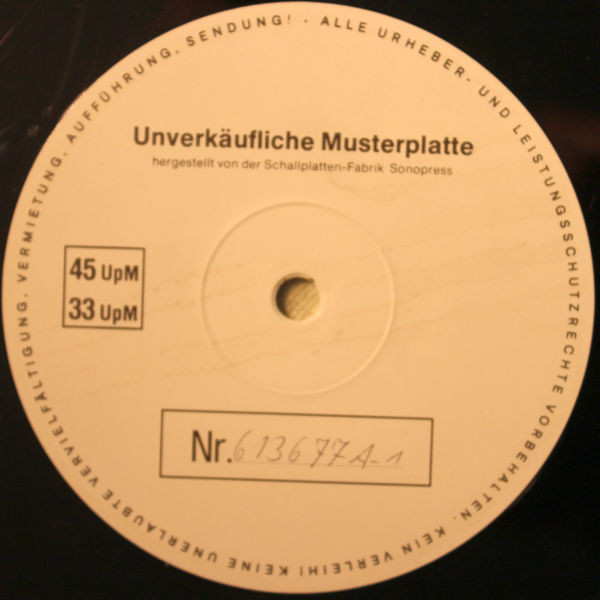 ALLE URHEBER- UND LEISTUNGSSCHUTZRECHTE VORBEHALTEN. KEIN VERLEIH! KEINE UNERLAUBTE VERVIELFÄLTIGUNG, VERMIETUNG, AUFFÜHRUNG, SENDUNG! ·
Unverkäufliche Musterplatte
hergestellt von der Schallplatten-Fabrik Sonopress
45 UpM
33 UpM
Nr. 613677A-1